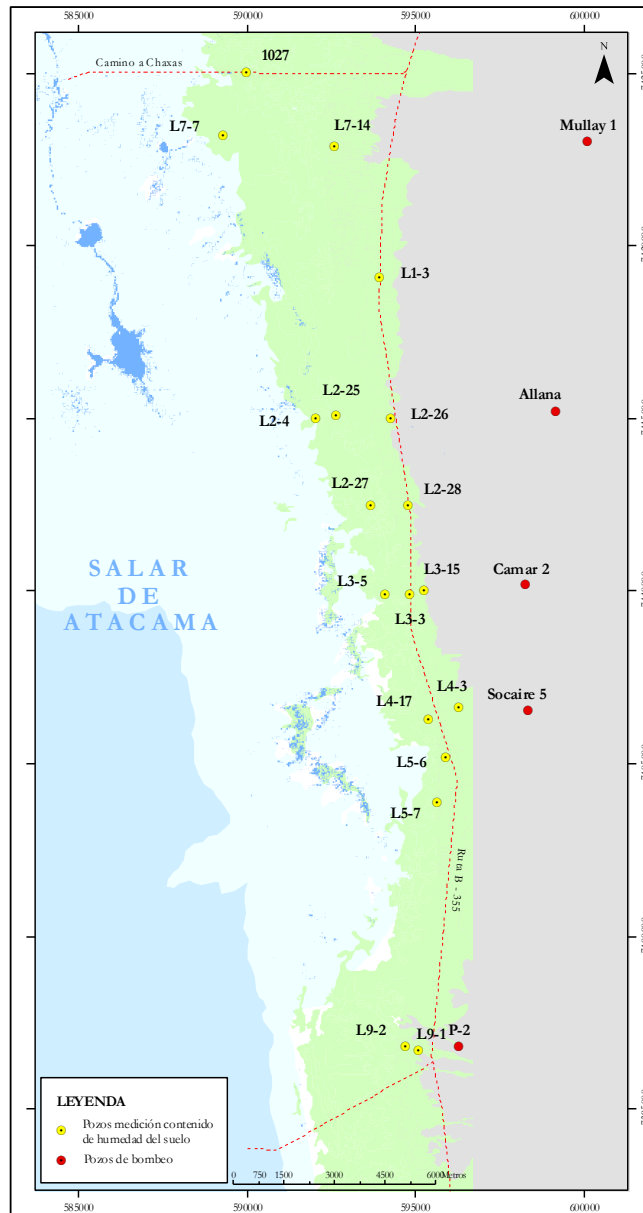 585000 590000 595000 600000
Camino a Chaxas
1027
N
L7-7
L7-14
Mullay 1
L1-3
Allana
L2-25
L2-4
L2-26
L2-27
L2-28
SALAR
DE
ATACAMA
L3-15
Camar 2
L3-5
L3-3
L4-3
Socaire 5
L4-17
L5-6
L5-7
Ruta B - 355
L9-2
L9-1
P-2
LEYENDA
Pozos medición contenido
de humedad del suelo
Pozos de bombeo
0 750 1500 3000 4500 6000 Metros
585000 590000 595000 600000